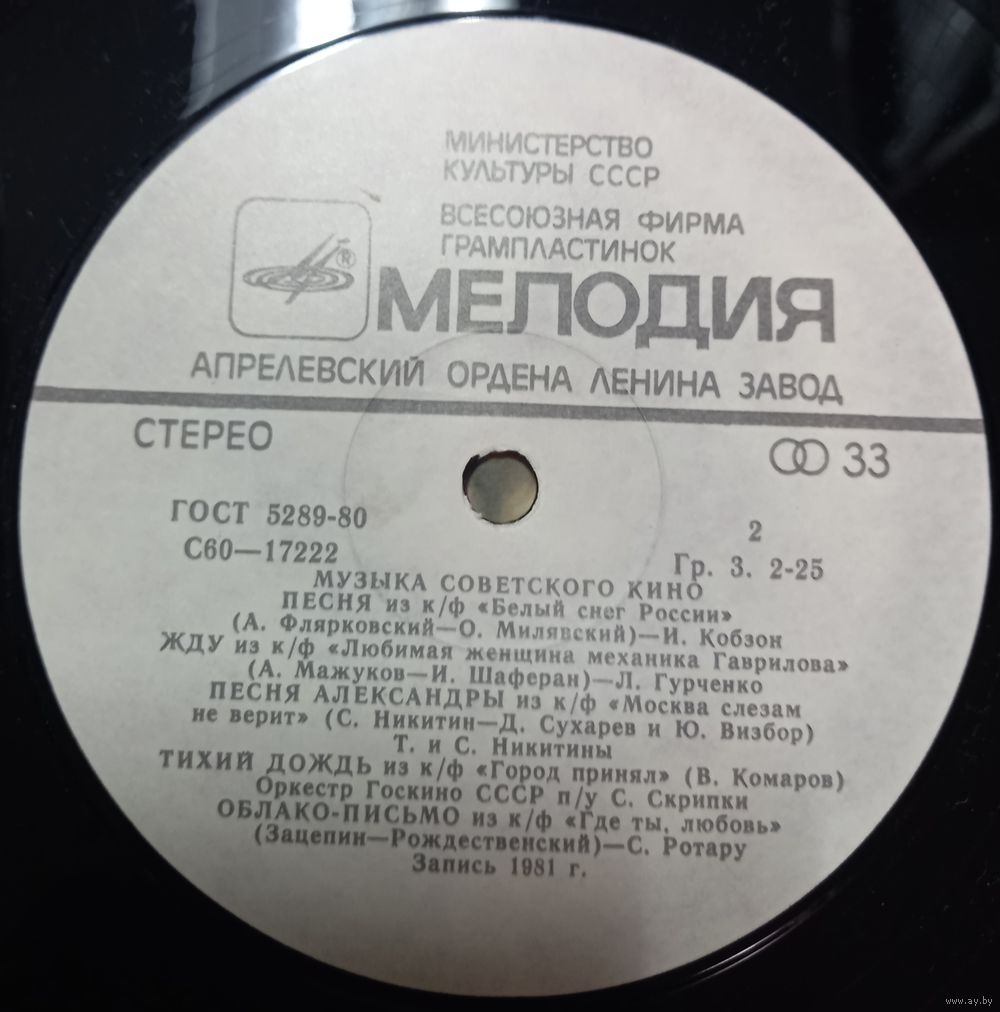 МИНИСТЕРСТВО
КУЛЬТУРЫ СССР
ВСЕСОЮЗНАЯ ФИРМА
ГРАМПЛАСТИНОК
®
МЕЛОДИЯ
АПРЕЛЕВСКИЙ ОРДЕНА ЛЕНИНА ЗАВОД
СТЕРЕО
33
ГОСТ 5289-80
С60—17222
2
Гр. 3. 2-25
МУЗЫКА СОВЕТСКОГО КИНО
ПЕСНЯ из к/ф «Белый снег России»
(А. Флярковский—О. Милявский)—И. Кобзон
ЖДУ из к/ф «Любимая женщина механика Гаврилова»
(А. Мажуков—И. Шаферан)—Л. Гурченко
ПЕСНЯ АЛЕКСАНДРЫ из к/ф «Москва слезам
не верит» (С. Никитин—Д. Сухарев и Ю. Визбор)
Т. и С. Никитины
ТИХИЙ ДОЖДЬ из к/ф «Город принял» (В. Комаров)
Оркестр Госкино СССР п/у С. Скрипки
ОБЛАКО-ПИСЬМО из к/ф «Где ты, любовь»
(Зацепин—Рождественский)—С. Ротару
Запись 1981 г.
www.ay.by